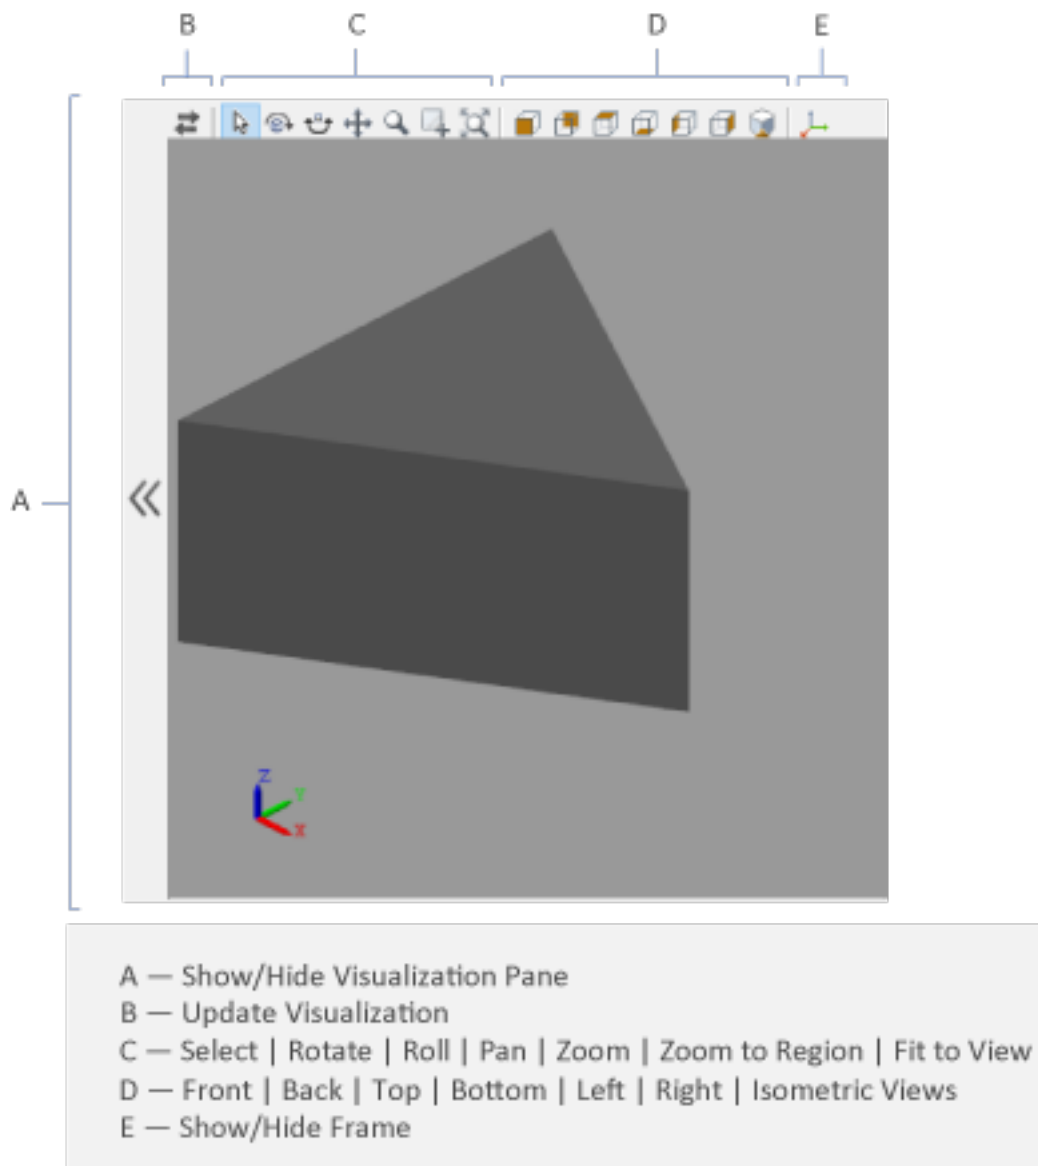 B C D E
A
Z
Y
X
A — Show/Hide Visualization Pane
B — Update Visualization
C — Select | Rotate | Roll | Pan | Zoom | Zoom to Region | Fit to View
D — Front | Back | Top | Bottom | Left | Right | Isometric Views
E — Show/Hide Frame